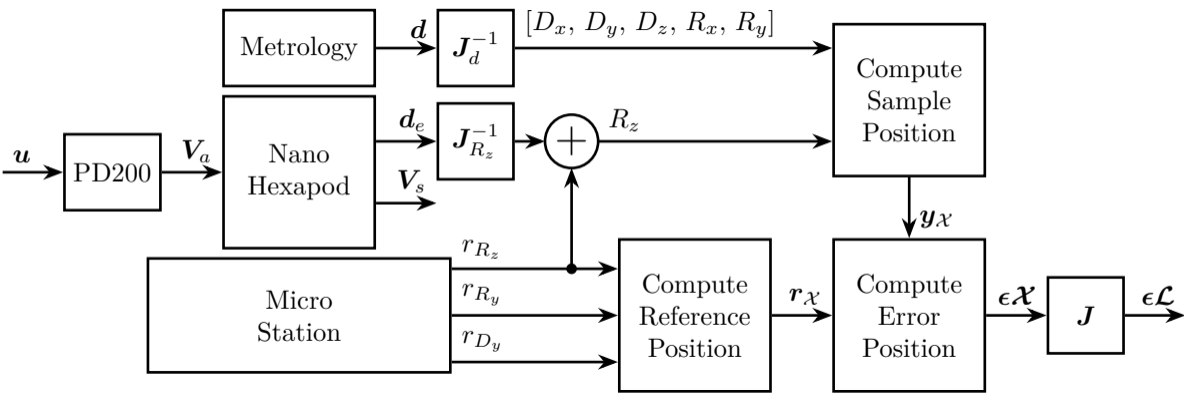 Metrology
d
J_d^{-1}
[D_x, D_y, D_z, R_x, R_y]
Compute
Sample
Position
u
PD200
V_a
Nano
Hexapod
d_e
J_{R_z}^{-1}
+
R_z
V_s
y_𝒳
Micro
Station
r_{R_z}
r_{R_y}
r_{D_y}
Compute
Reference
Position
r_𝒳
Compute
Error
Position
ϵ𝒳
J
ϵℒ